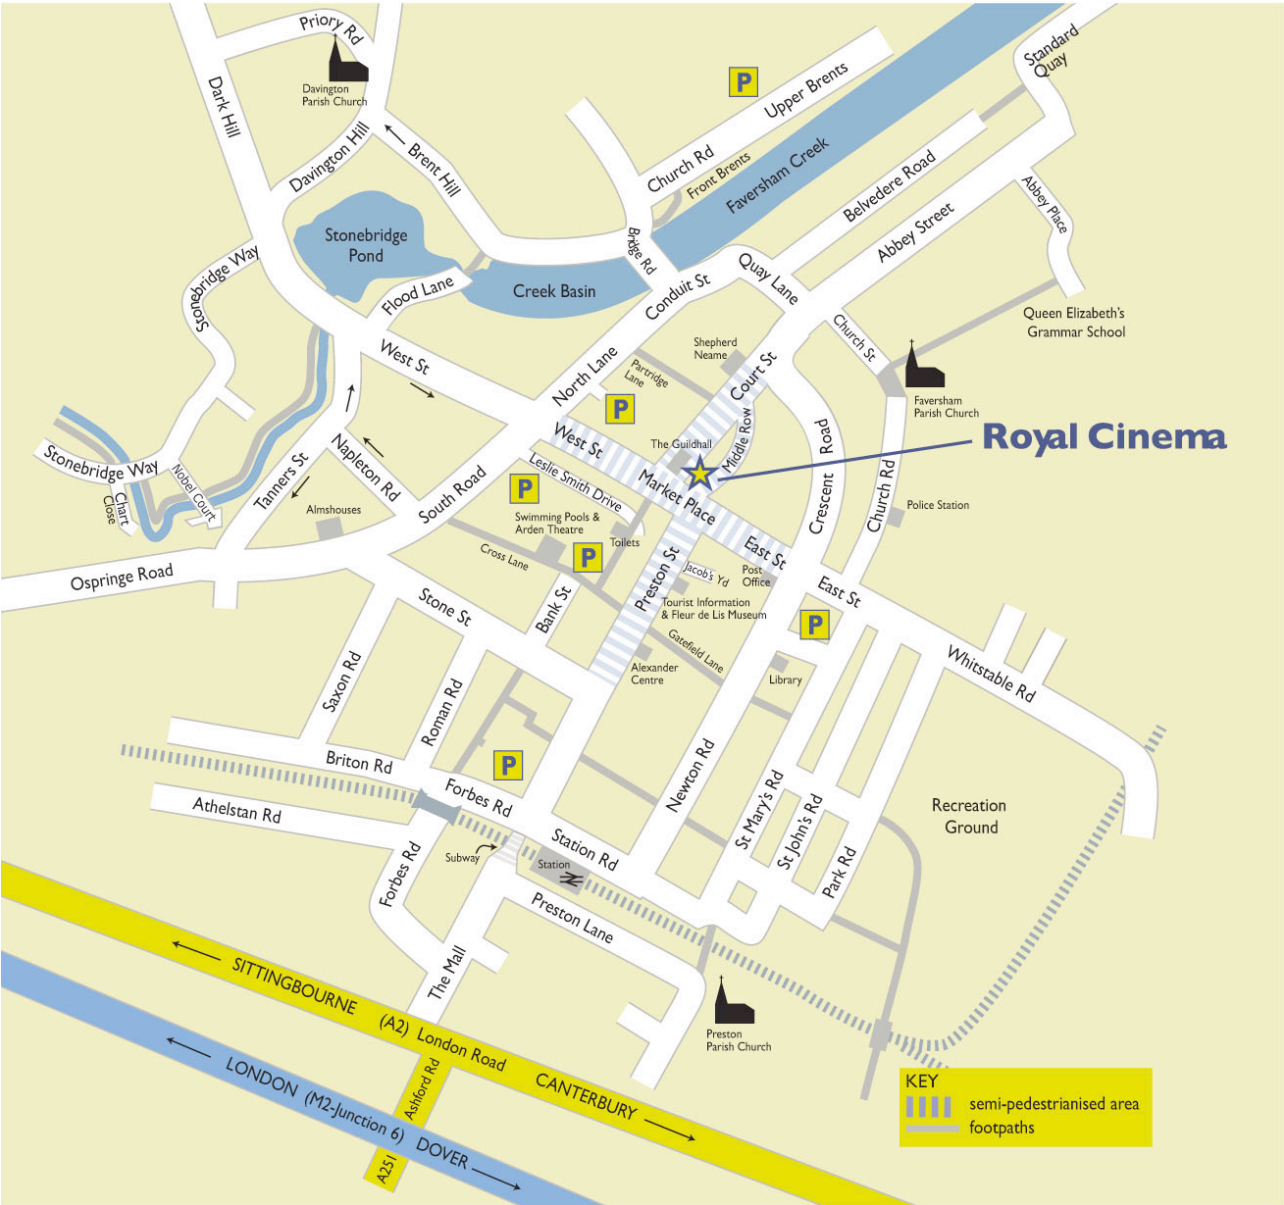 Priory Rd
Davington
Parish Church
Dark Hill
Davington Hill
Brent Hill
P
Upper Brents
Church Rd
Front Brents
Faversham Creek
Standard
Quay
Belvedere Road
Abbey Street
Abbey Place
Stonebridge
Pond
Stonebridge Way
Flood Lane
Creek Basin
Bridge Rd
Conduit St
Quay Lane
Church St
Queen Elizabeth's
Grammar School
West St
North Lane
Partridge
Lane
Shepherd
Neame
Court St
Faversham
Parish Church
P
West St
The Guildhall
Middle Row
Royal Cinema
Crescent Road
Church Rd
Police Station
Stonebridge Way
Chart
Close
Nobel Court
Tanners St
Napleton Rd
South Road
Leslie Smith Drive
Market Place
P
Almshouses
Swimming Pools &
Arden Theatre
Toilets
P
Cross Lane
East St
Preston St
Jacob's Yd
Post
Office
Tourist Information
& Fleur de Lis Museum
East St
Ospringe Road
Stone St
Bank St
Gatefield Lane
P
Alexander
Centre
Library
Whitstable Rd
Saxon Rd
Roman Rd
Briton Rd
P
Forbes Rd
Athelstan Rd
Newton Rd
St Mary's Rd
St John's Rd
Park Rd
Recreation
Ground
Station Rd
Subway
Station
Forbes Rd
Preston Lane
The Mall
Preston
Parish Church
SITTINGBOURNE (A2) London Road CANTERBURY
Ashford Rd
LONDON (M2-Junction 6) DOVER
A251
KEY
semi-pedestrianised area
footpaths